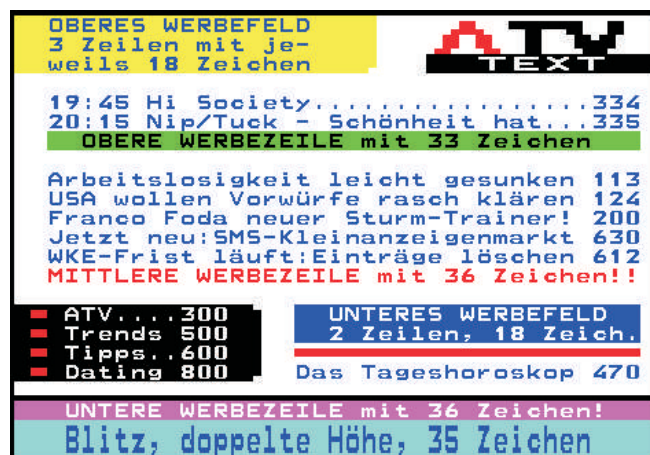 OBERES WERBEFELD
3 Zeilen mit je-
weils 18 Zeichen
ATV
TEXT
19:45 Hi Society.................334
20:15 Nip/Tuck - Schönheit hat...335
OBERE WERBEZEILE mit 33 Zeichen
Arbeitslosigkeit leicht gesunken 113
USA wollen Vorwürfe rasch klären 124
Franco Foda neuer Sturm-Trainer! 200
Jetzt neu:SMS-Kleinanzeigenmarkt 630
WKE-Frist läuft:Einträge löschen 612
MITTLERE WERBEZEILE mit 36 Zeichen!!
ATV....300
Trends 500
Tipps..600
Dating 800
UNTERES WERBEFELD
2 Zeilen, 18 Zeich.
Das Tageshoroskop 470
UNTERE WERBEZEILE mit 36 Zeichen!
Blitz, doppelte Höhe, 35 Zeichen